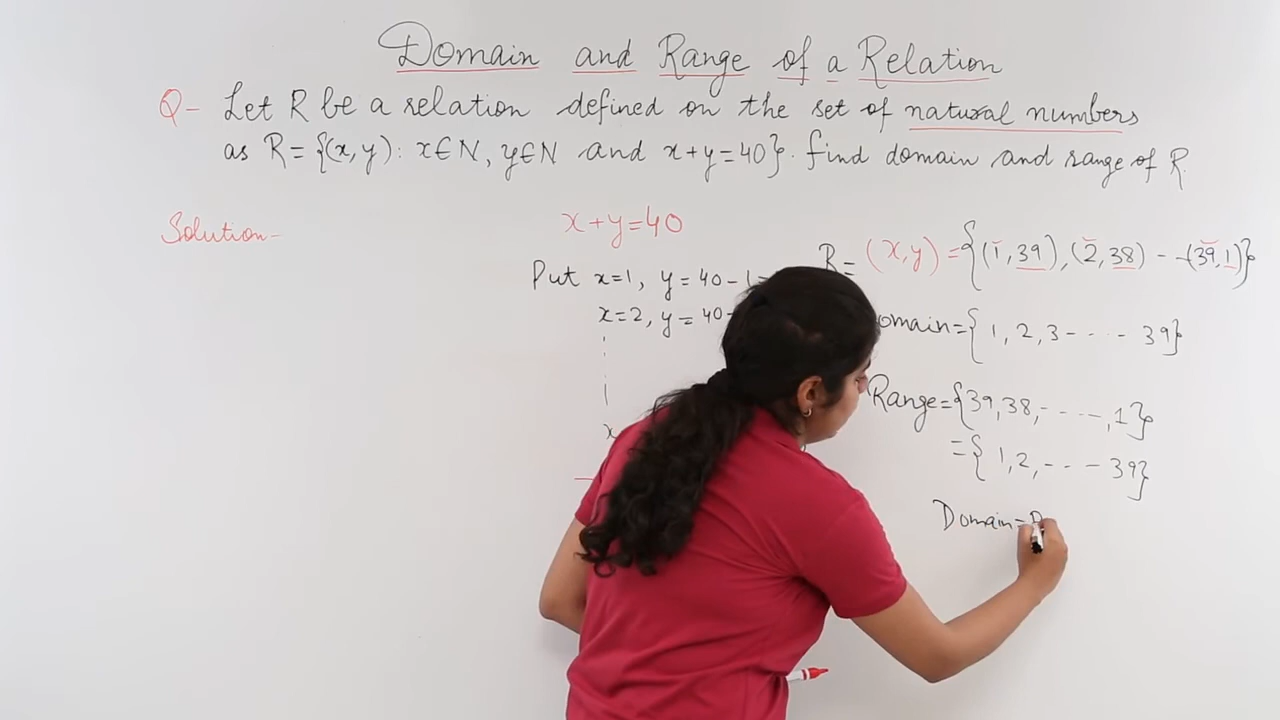 Domain and Range of a Relation
Q- Let R be a relation defined on the set of natural numbers
as R = {(x, y) : x∈N, y∈N and x+y=40}. find domain and range of R.
Solution-
x+y=40
Put x=1, y=40-1=
x=2, y=40-
x
R= (x,y) = {(1,39),(2,38) - -(39,1)}
omain={1,2,3- - - - 39}
Range={39,38,- - - -,1}
={1,2,- - - - 39}
Domain=